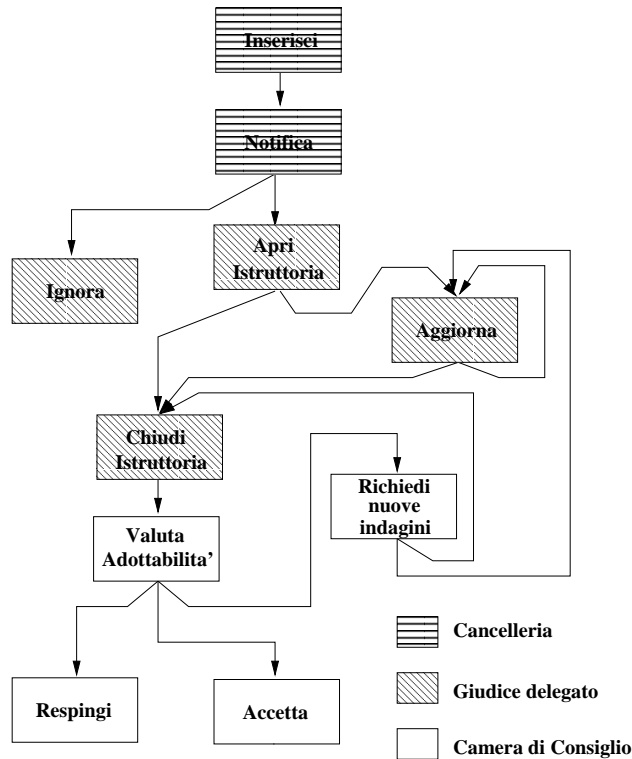 Inserisci
Notifica
Apri
Istruttoria
Ignora
Aggiorna
Chiudi
Istruttoria
Richiedi
nuove
indagini
Valuta
Adottabilita'
Cancelleria
Respingi
Accetta
Giudice delegato
Camera di Consiglio